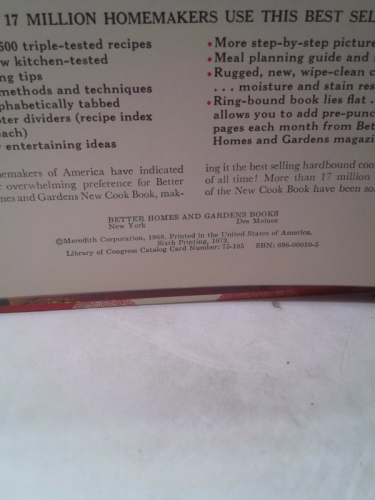 17 MILLION HOMEMAKERS USE THIS BEST SEL
500 triple-tested recipes
w kitchen-tested
ng tips
methods and techniques
phabetically tabbed
ter dividers (recipe index
ach)
entertaining ideas
•More step-by-step picture
•Meal planning guide and
•Rugged, new, wipe-clean c
. . . moisture and stain res
•Ring-bound book lies flat .
allows you to add pre-punc
pages each month from Bet
Homes and Gardens magazi
emakers of America have indicated
r overwhelming preference for Better
mes and Gardens New Cook Book, mak-
ing it the best selling hardbound cook
of all time! More than 17 million
of the New Cook Book have been so
BETTER HOMES AND GARDENS BOOKS
New York Des Moines
©Meredith Corporation, 1968. Printed in the United States of America.
Sixth Printing, 1972.
Library of Congress Catalog Card Number: 75-105 SBN: 696-00010-5